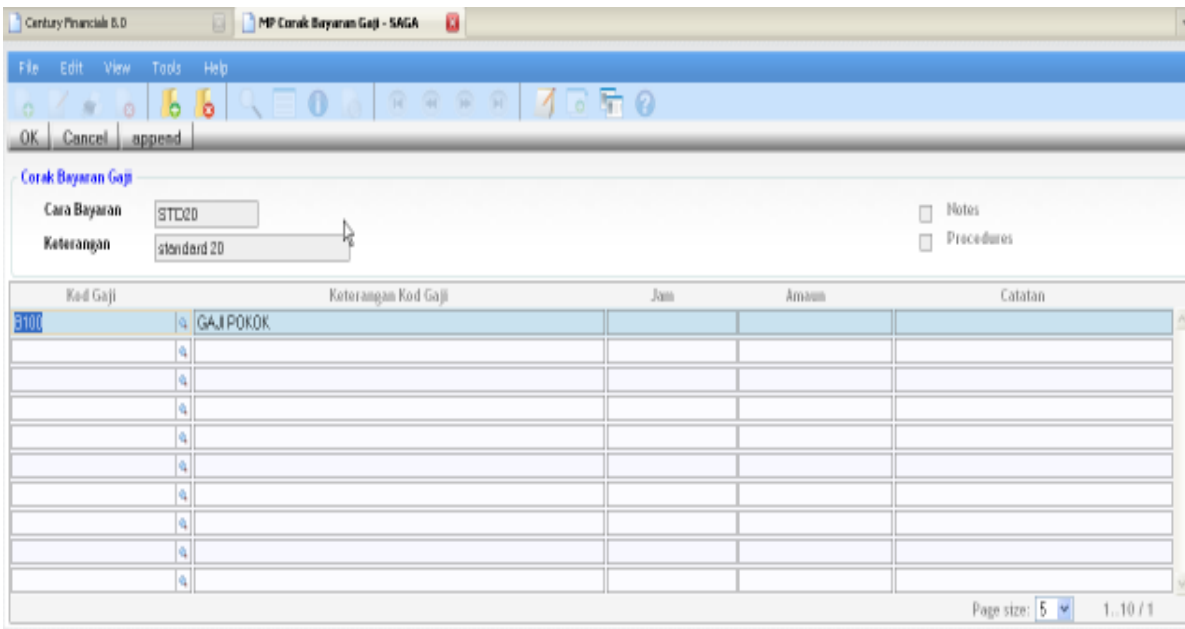 Century Financials 8.0 MP Corak Bayaran Gaji - SAGA
File Edit View Tools Help
OK Cancel append
Corak Bayaran Gaji
Cara Bayaran STD20 Notes
Keterangan standard 20 Procedures
Kod Gaji Keterangan Kod Gaji Jam Amaun Catatan
B100 GAJI POKOK
Page size: 5 1..10 / 1